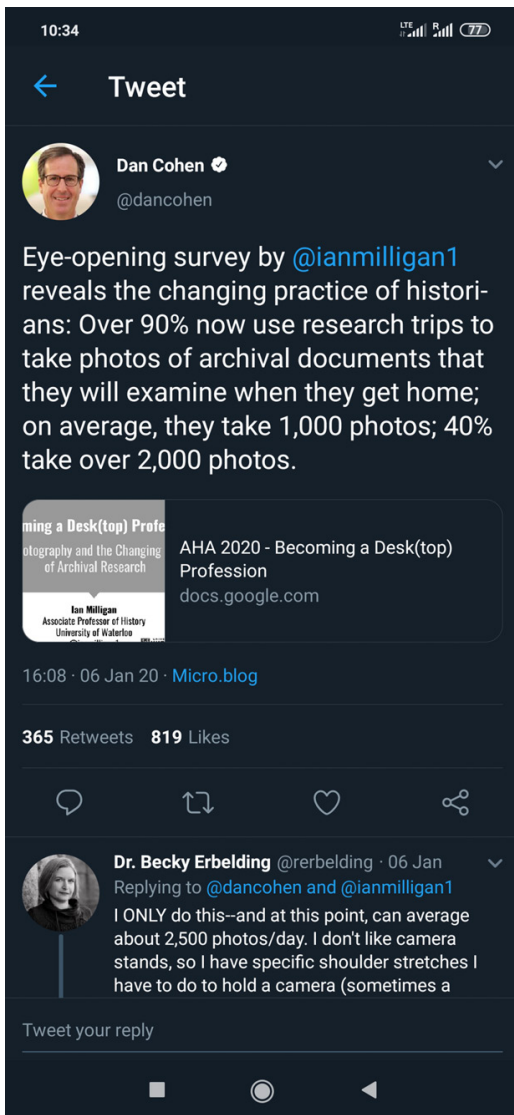 10:34
LTE R 77
Tweet
Dan Cohen
@dancohen
Eye-opening survey by @ianmilligan1
reveals the changing practice of histori-
ans: Over 90% now use research trips to
take photos of archival documents that
they will examine when they get home;
on average, they take 1,000 photos; 40%
take over 2,000 photos.
ming a Desk(top) Profe
otography and the Changing
of Archival Research
Ian Milligan
Associate Professor of History
University of Waterloo
AHA 2020 - Becoming a Desk(top)
Profession
docs.google.com
16:08 · 06 Jan 20 · Micro.blog
365 Retweets 819 Likes
Dr. Becky Erbelding @rerbelding · 06 Jan
Replying to @dancohen and @ianmilligan1
I ONLY do this--and at this point, can average
about 2,500 photos/day. I don't like camera
stands, so I have specific shoulder stretches I
have to do to hold a camera (sometimes a
Tweet your reply